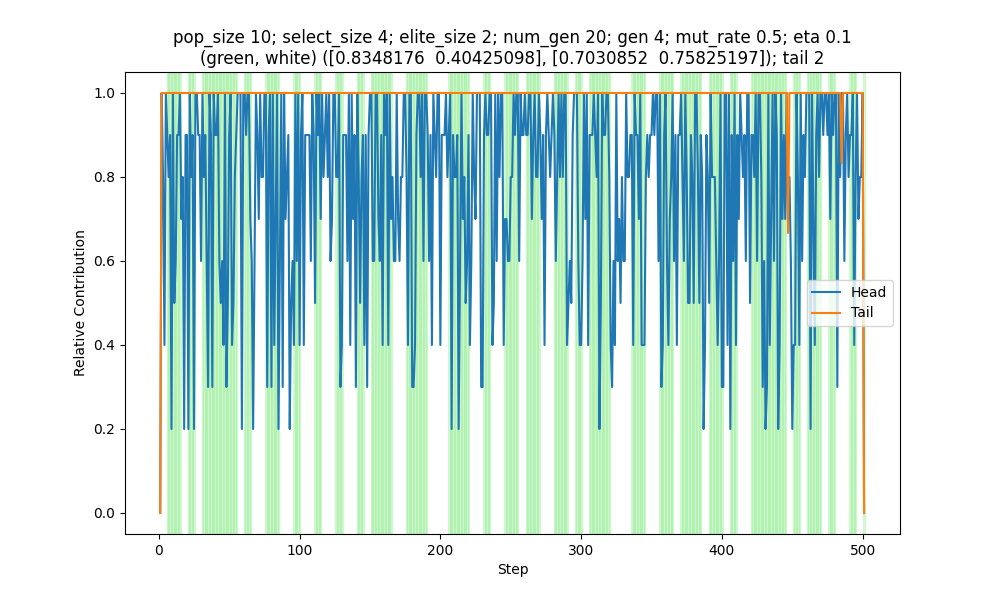 pop_size 10; select_size 4; elite_size 2; num_gen 20; gen 4; mut_rate 0.5; eta 0.1
(green, white) ([0.8348176  0.40425098], [0.7030852  0.75825197]); tail 2
1.0
0.8
0.6
0.4
0.2
0.0
Relative Contribution
Head
Tail
0
100
200
300
400
500
Step